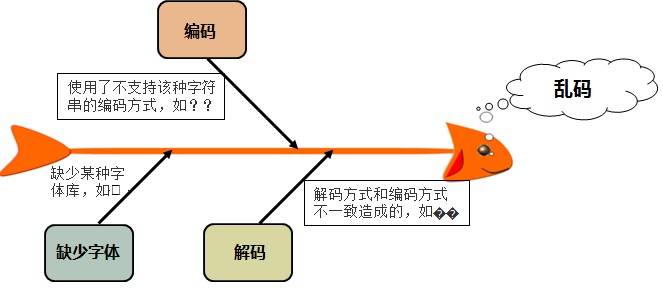 编码
使用了不支持该种字符
串的编码方式，如？？
乱码
缺少某种字
体库，如□ .
解码方式和编码方式
不一致造成的，如��
缺少字体
解码